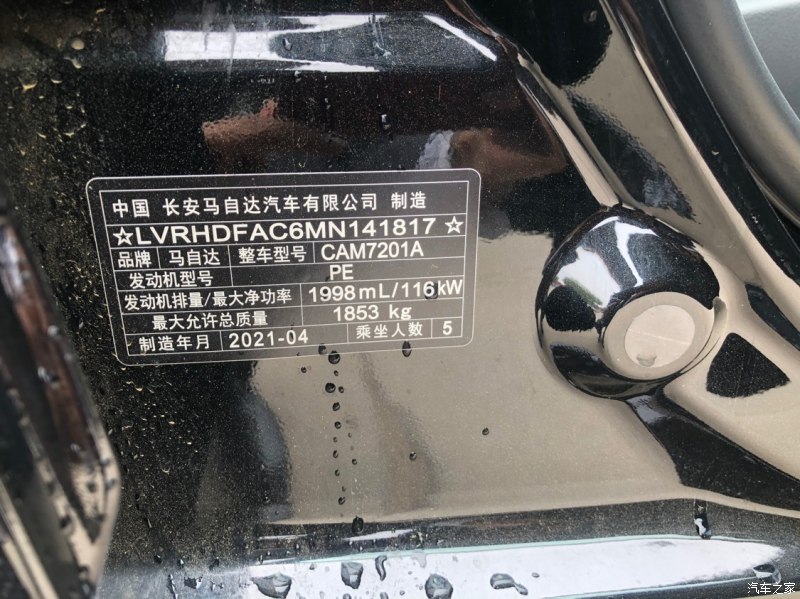 中国 长安马自达汽车有限公司 制造
☆LVRHDFAC6MN141817☆
品牌 马自达 整车型号 CAM7201A
发动机型号 PE
发动机排量/最大净功率 1998mL/116kW
最大允许总质量 1853 kg
制造年月 2021-04 乘坐人数 5
汽车之家